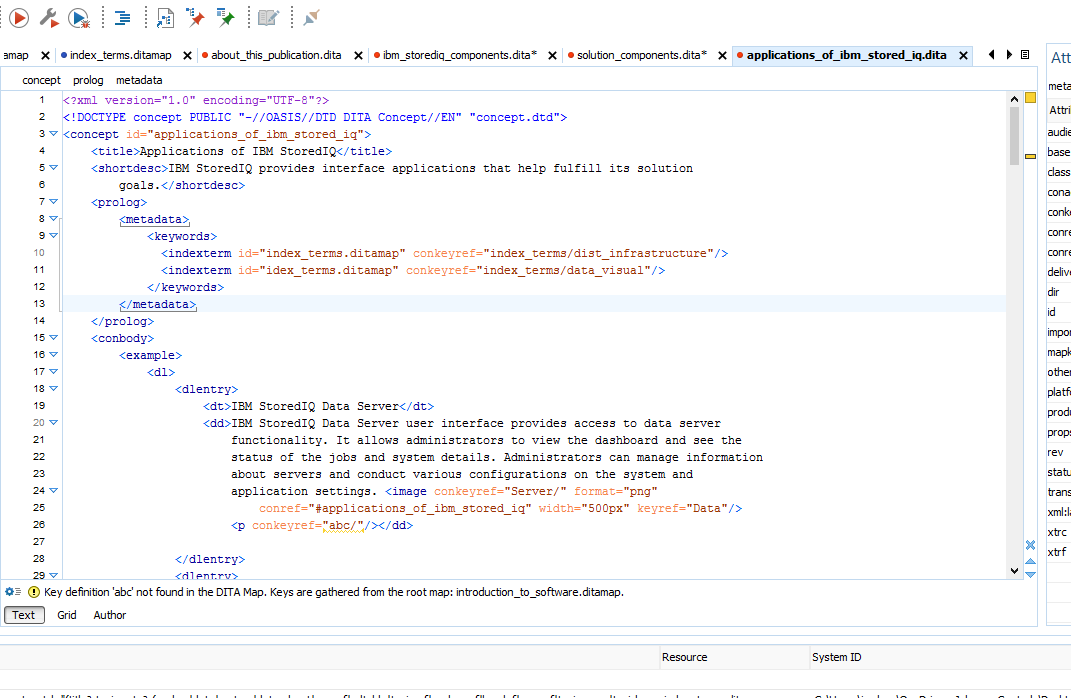 amap index_terms.ditamap about_this_publication.dita ibm_storediq_components.dita* solution_components.dita* applications_of_ibm_stored_iq.dita
concept prolog metadata
1 <?xml version="1.0" encoding="UTF-8"?>
2 <!DOCTYPE concept PUBLIC "-//OASIS//DTD DITA Concept//EN" "concept.dtd">
3 <concept id="applications_of_ibm_stored_iq">
4 <title>Applications of IBM StoredIQ</title>
5 <shortdesc>IBM StoredIQ provides interface applications that help fulfill its solution
6 goals.</shortdesc>
7 <prolog>
8 <metadata>
9 <keywords>
10 <indexterm id="index_terms.ditamap" conkeyref="index_terms/dist_infrastructure"/>
11 <indexterm id="idex_terms.ditamap" conkeyref="index_terms/data_visual"/>
12 </keywords>
13 </metadata>
14 </prolog>
15 <conbody>
16 <example>
17 <dl>
18 <dlentry>
19 <dt>IBM StoredIQ Data Server</dt>
20 <dd>IBM StoredIQ Data Server user interface provides access to data server
21 functionality. It allows administrators to view the dashboard and see the
22 status of the jobs and system details. Administrators can manage information
23 about servers and conduct various configurations on the system and
24 application settings. <image conkeyref="Server/" format="png"
25 conref="#applications_of_ibm_stored_iq" width="500px" keyref="Data"/>
26 <p conkeyref="abc/"/></dd>
27
28 </dlentry>
29 <dlentry>
Key definition 'abc' not found in the DITA Map. Keys are gathered from the root map: introduction_to_software.ditamap.
Text Grid Author
Att
meta
Attri
audie
base
class
cona
conk
conre
conre
delive
dir
id
impor
mapk
other
platfo
produ
props
rev
statu
trans
xml:la
xtrc
xtrf
Resource System ID